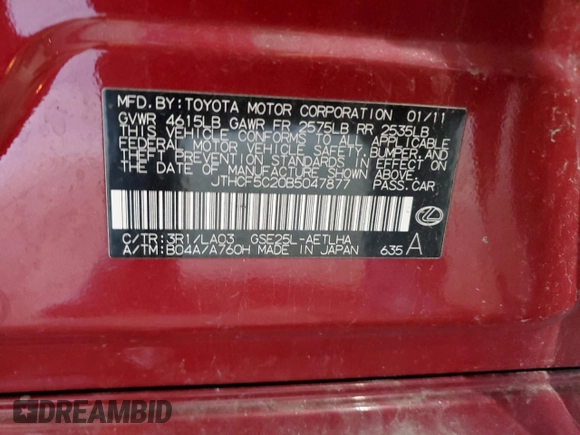 MFD.BY:TOYOTA MOTOR CORPORATION 01/11
GVWR 4615LB GAWR FR 2575LB RR 2535LB
THIS VEHICLE CONFORMS TO ALL APPLICABLE
FEDERAL MOTOR VEHICLE SAFETY,BUMPER,AND
THEFT PREVENTION STANDARDS IN EFFECT ON
THE DATE OF MANUFACTURE SHOWN ABOVE.
JTHCF5C20B5047877 PASS.CAR
C/TR:3R1/LA03 GSE25L-AETLHA
A/TM:B04A/A760H MADE IN JAPAN 635 A
DREAMBID